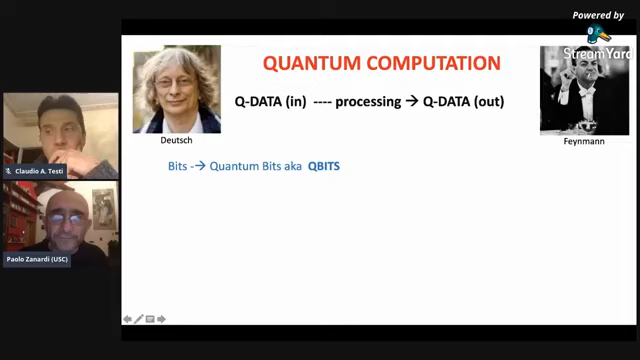 Powered by
StreamYard
QUANTUM COMPUTATION
Q-DATA (in) ---- processing → Q-DATA (out)
Deutsch
Feynmann
Bits -→ Quantum Bits aka QBITS
Claudio A. Testi
Paolo Zanardi (USC)